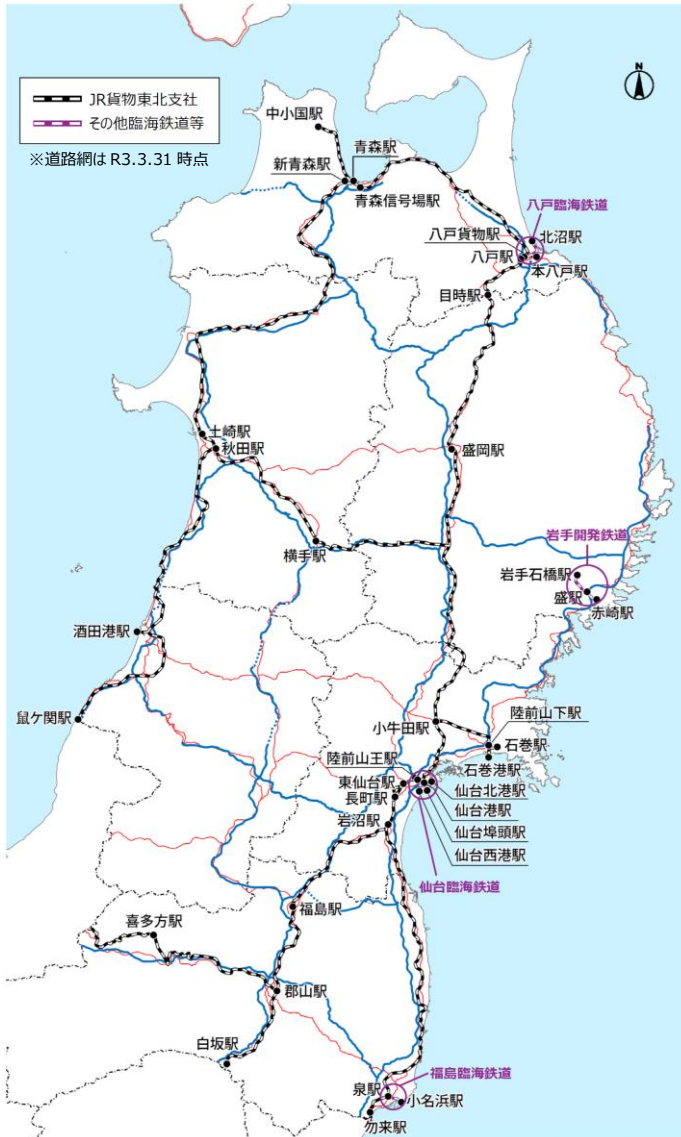 N
JR貨物東北支社
その他臨海鉄道等
※道路網は R3.3.31 時点
中小国駅
青森駅
新青森駅
青森信号場駅
八戸臨海鉄道
八戸貨物駅
北沼駅
八戸駅
本八戸駅
目時駅
土崎駅
秋田駅
盛岡駅
横手駅
岩手開発鉄道
岩手石橋駅
盛駅
赤崎駅
酒田港駅
鼠ケ関駅
小牛田駅
陸前山下駅
石巻駅
陸前山王駅
石巻港駅
東仙台駅
仙台北港駅
長町駅
仙台港駅
岩沼駅
仙台埠頭駅
仙台西港駅
仙台臨海鉄道
福島駅
喜多方駅
郡山駅
白坂駅
福島臨海鉄道
泉駅
小名浜駅
勿来駅